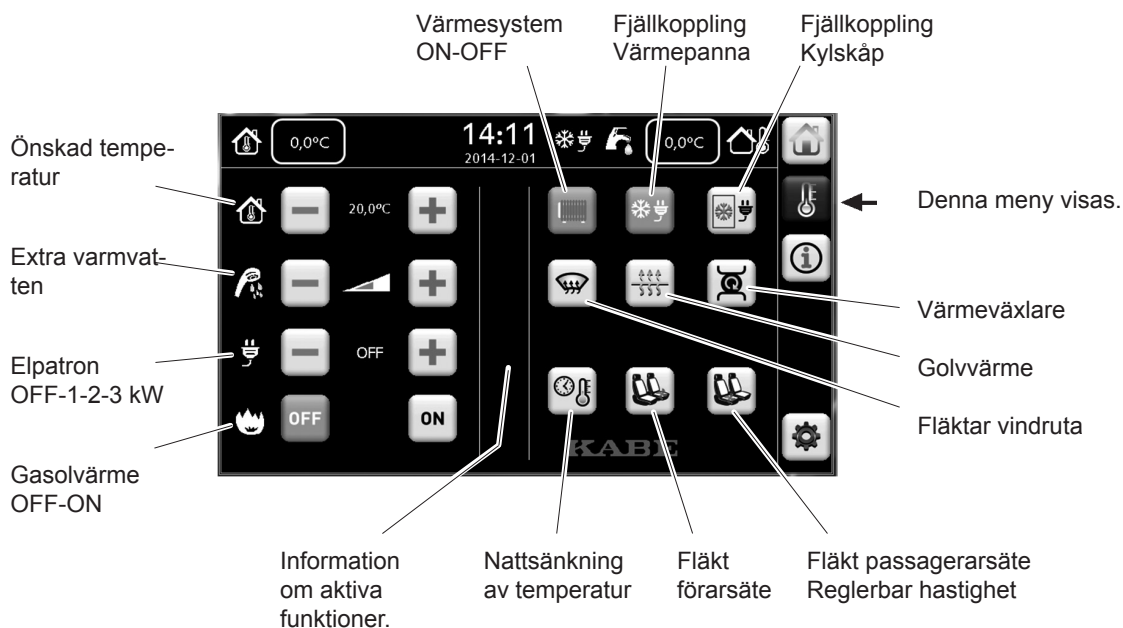 Värmesystem
ON-OFF
Fjällkoppling
Värmepanna
Fjällkoppling
Kylskåp
Önskad tempe-
ratur
Extra varmvat-
ten
Elpatron
OFF-1-2-3 kW
Gasolvärme
OFF-ON
0,0°C
14:11
2014-12-01
0,0°C
20,0°C
OFF
OFF
ON
KABE
Denna meny visas.
Värmeväxlare
Golvvärme
Fläktar vindruta
Information
om aktiva
funktioner.
Nattsänkning
av temperatur
Fläkt
förarsäte
Fläkt passagerarsäte
Reglerbar hastighet